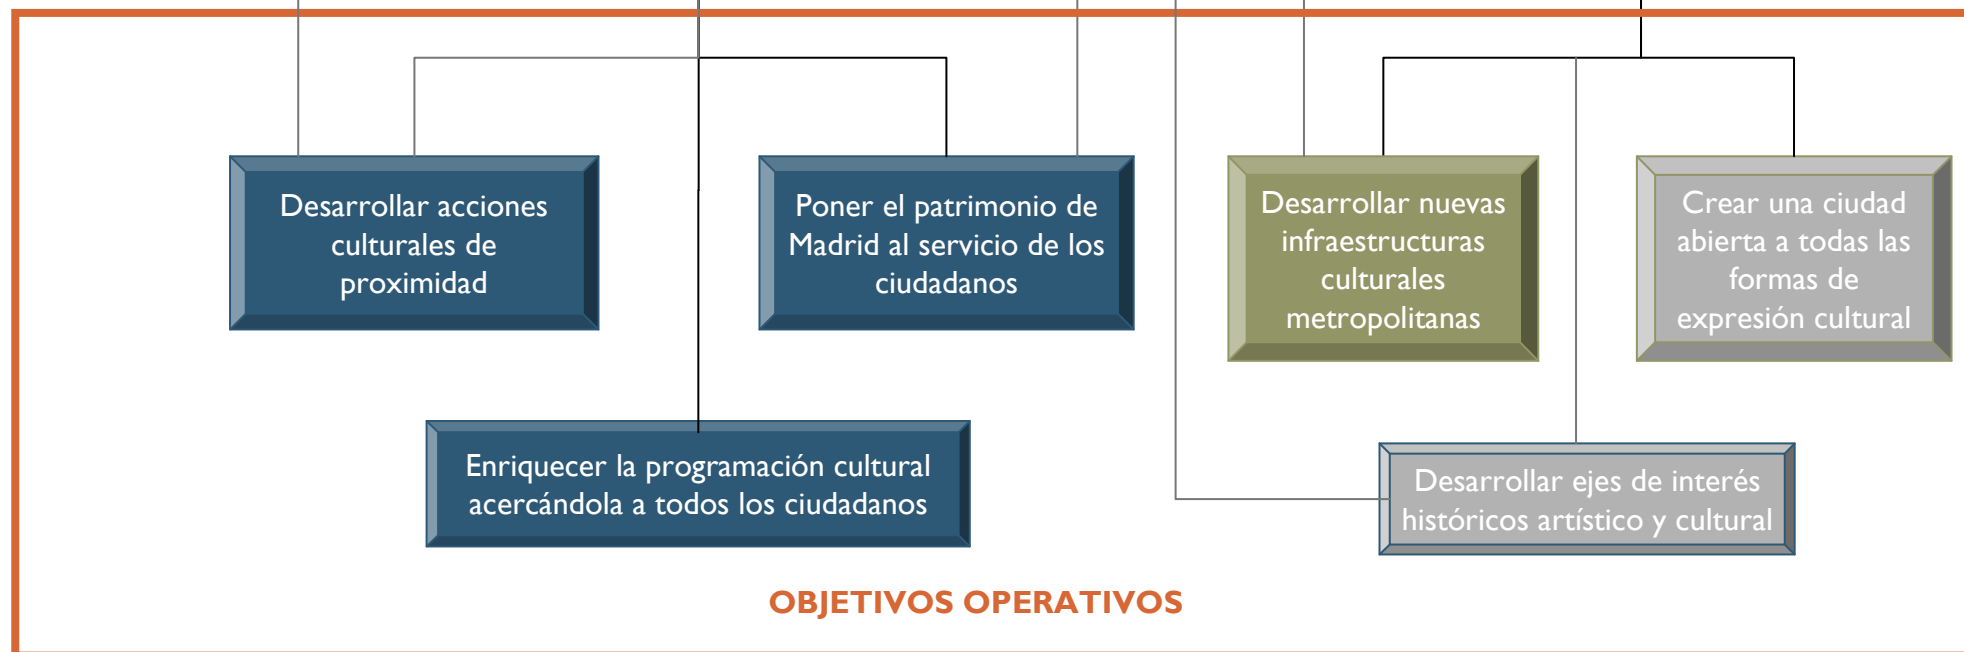 Desarrollar acciones
culturales de
proximidad
Poner el patrimonio de
Madrid al servicio de los
ciudadanos
Desarrollar nuevas
infraestructuras
culturales
metropolitanas
Crear una ciudad
abierta a todas las
formas de
expresión cultural
Enriquecer la programación cultural
acercándola a todos los ciudadanos
Desarrollar ejes de interés
históricos artístico y cultural
OBJETIVOS OPERATIVOS